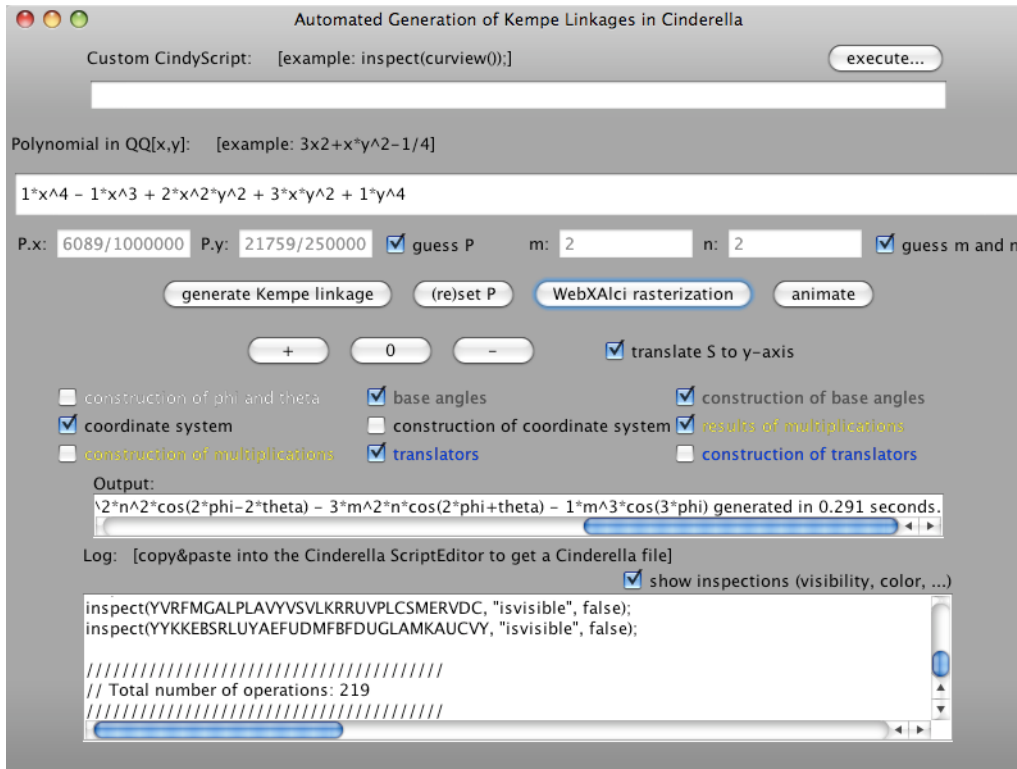 Automated Generation of Kempe Linkages in Cinderella
Custom CindyScript: [example: inspect(curview());] execute...
Polynomial in QQ[x,y]: [example: 3x2+x*y^2-1/4]
1*x^4 - 1*x^3 + 2*x^2*y^2 + 3*x*y^2 + 1*y^4
P.x: 6089/1000000 P.y: 21759/250000 guess P m: 2 n: 2 guess m and n
generate Kempe linkage (re)set P WebXAlci rasterization animate
+ 0 - translate S to y-axis
construction of phi and theta base angles construction of base angles
coordinate system construction of coordinate system results of multiplications
construction of multiplications translators construction of translators
Output:
^2*n^2*cos(2*phi-2*theta) - 3*m^2*n*cos(2*phi+theta) - 1*m^3*cos(3*phi) generated in 0.291 seconds.
Log: [copy&paste into the Cinderella ScriptEditor to get a Cinderella file]
show inspections (visibility, color, ...)
inspect(YVRFMGALPLAVYVSVLKRRUVPLCSMERVDC, "isvisible", false);
inspect(YYKKEBSRLUYAEFUDMFBFDUGLAMKAUCVY, "isvisible", false);
/////////////////////////////////////////
// Total number of operations: 219
/////////////////////////////////////////